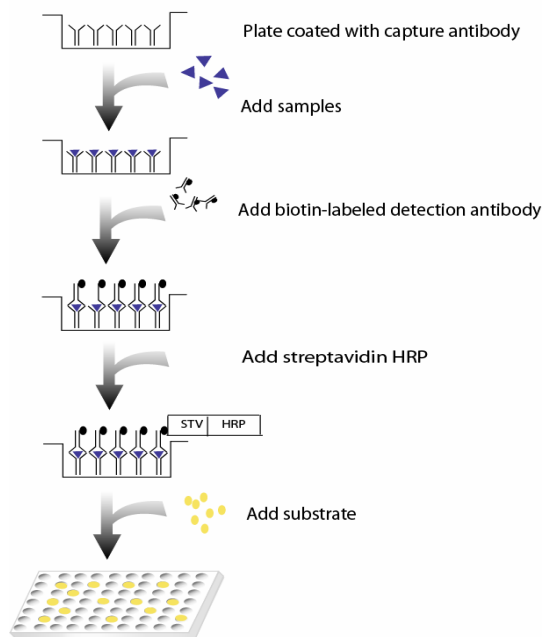 Plate coated with capture antibody
Add samples
Add biotin-labeled detection antibody
Add streptavidin HRP
STV HRP
Add substrate